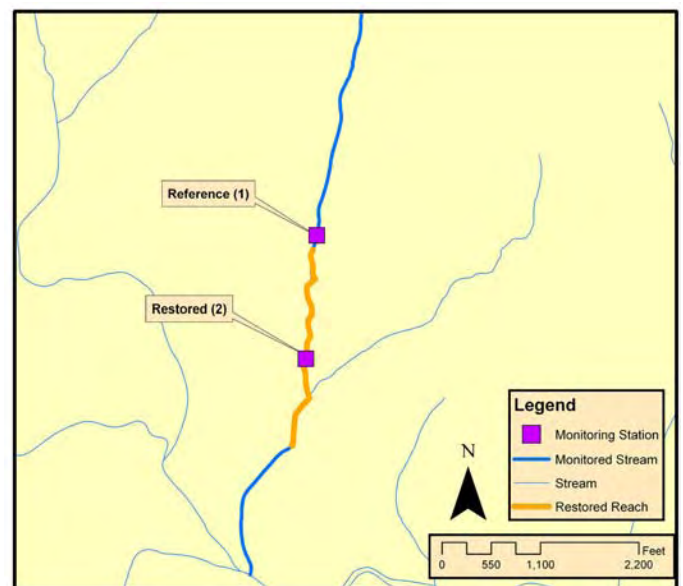 Reference (1)
Restored (2)
Legend
Monitoring Station
Monitored Stream
Stream
Restored Reach
N
Feet
0 550 1,100 2,200